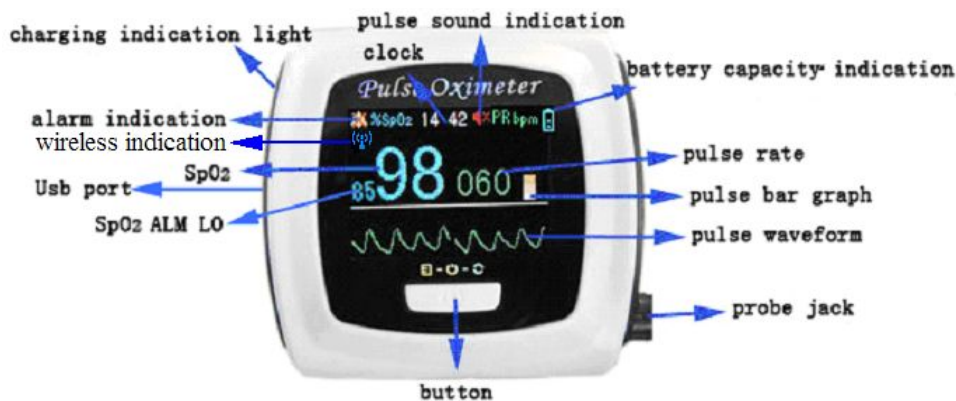 pulse sound indication
charging indication light
clock
battery capacity indication
Pulse Oximeter
alarm indication
%SpO2 14 42 PR bpm
wireless indication
SpO2
98
060
pulse rate
Usb port
85
pulse bar graph
SpO2 ALM LO
pulse waveform
probe jack
button